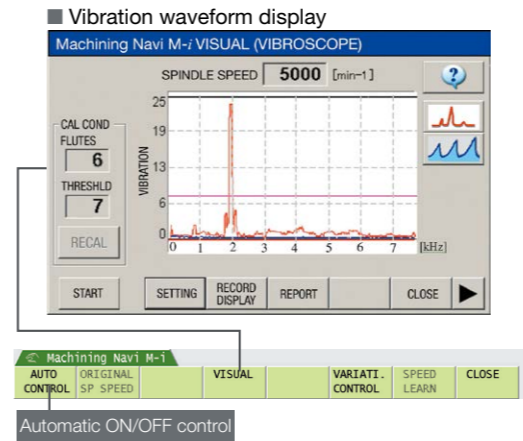 ■ Vibration waveform display
Machining Navi M-i VISUAL (VIBROSCOPE)
SPINDLE SPEED 5000 [min-1]
?
CAL COND
FLUTES
6
THRESHLD
7
RECAL
VIBRATION
25
19
13
6
0
0 1 2 3 4 5 6 7 [kHz]
START SETTING RECORD DISPLAY REPORT CLOSE
Machining Navi M-i
AUTO CONTROL ORIGINAL SP SPEED VISUAL VARIATI. CONTROL SPEED LEARN CLOSE
Automatic ON/OFF control